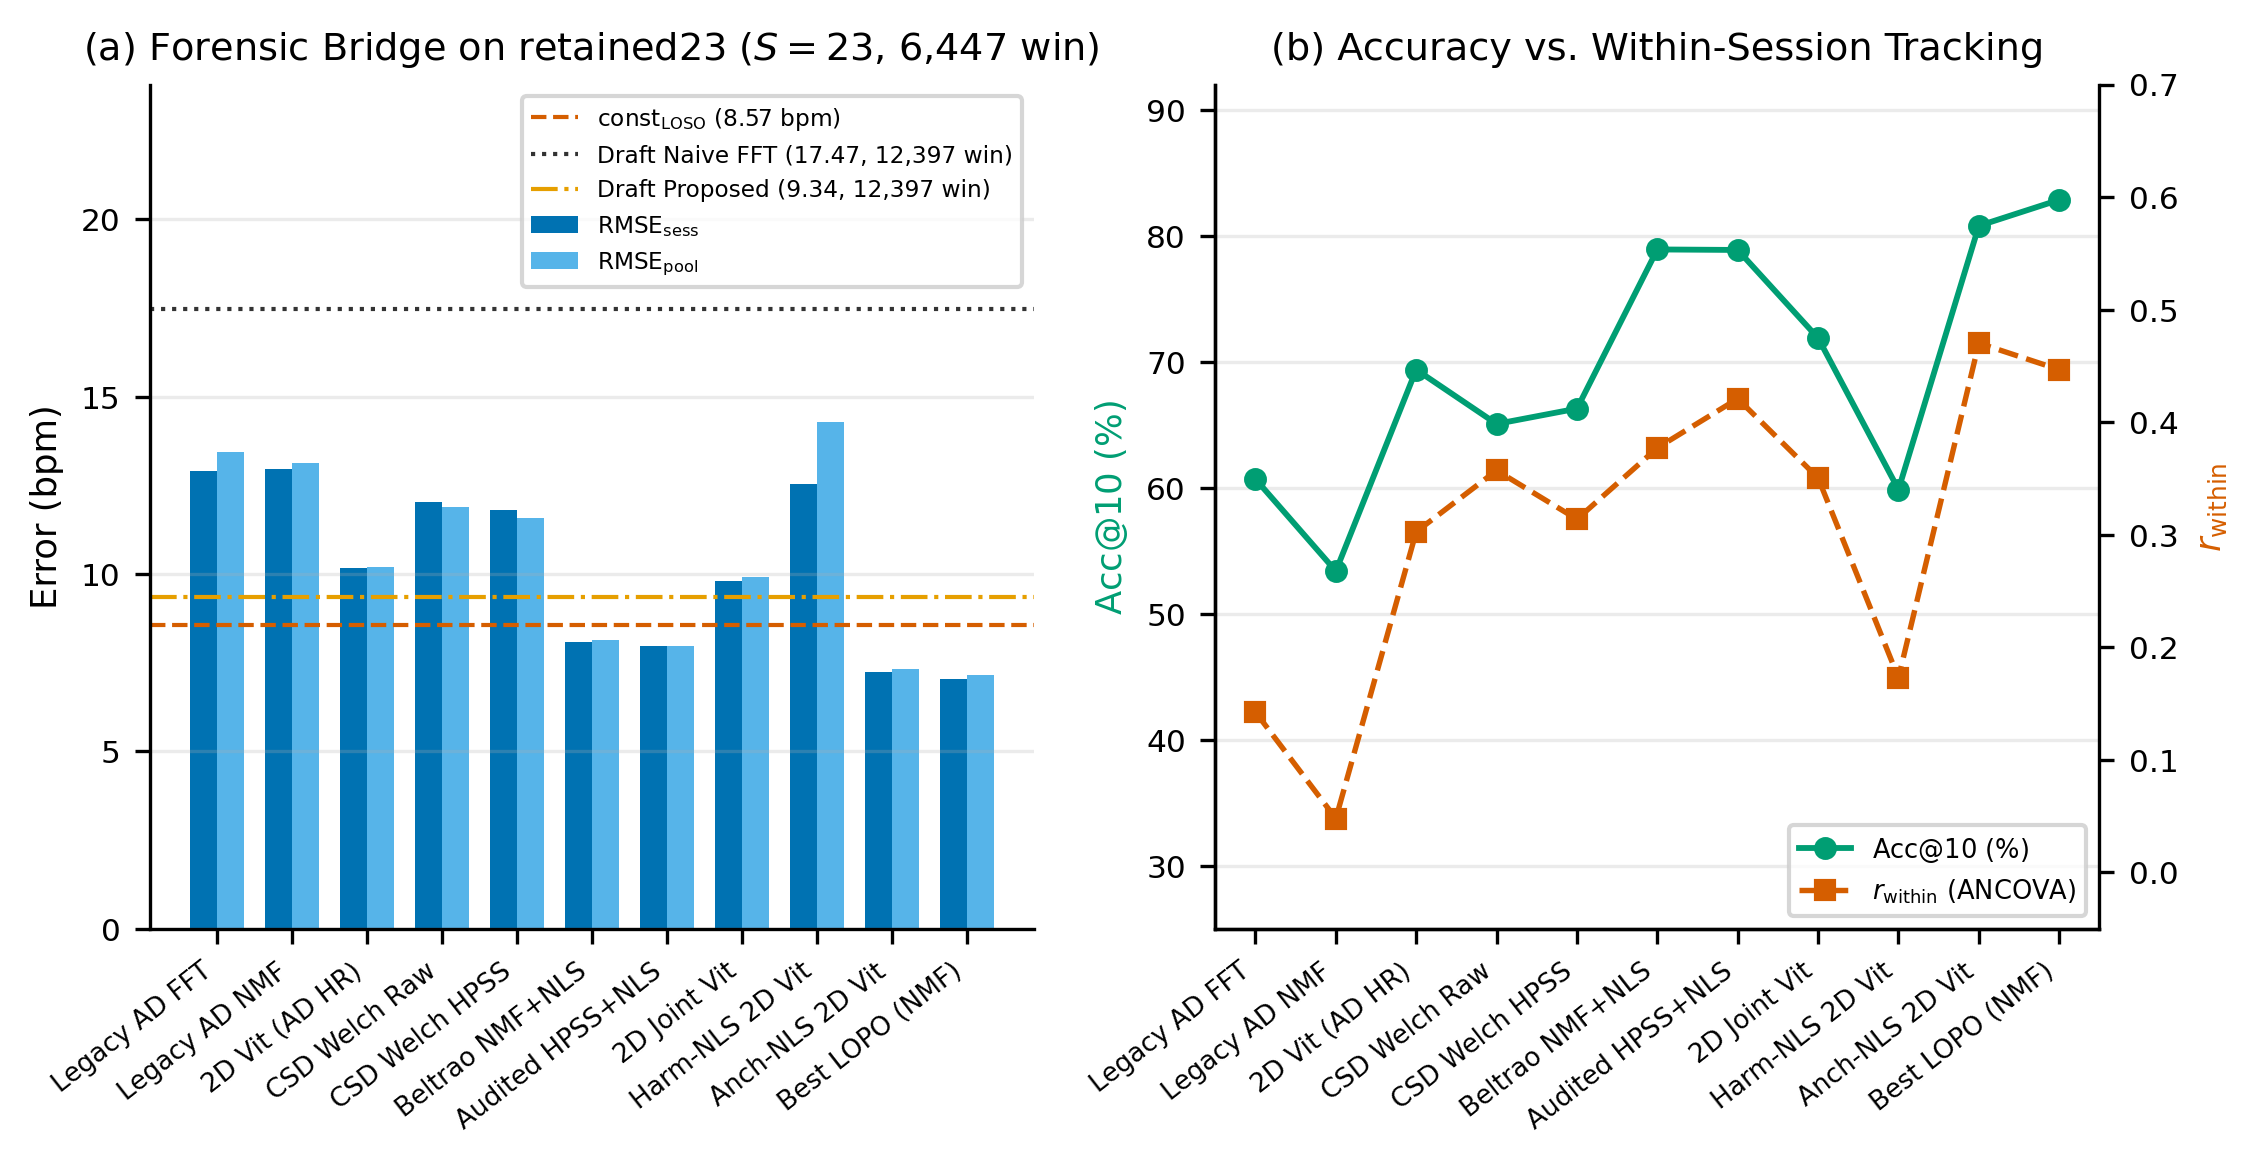 (a) Forensic Bridge on retained23 (S = 23, 6,447 win)
Error (bpm)
20
15
10
5
0
const_LOSO (8.57 bpm)
Draft Naive FFT (17.47, 12,397 win)
Draft Proposed (9.34, 12,397 win)
RMSE_sess
RMSE_pool
Legacy AD FFT
Legacy AD NMF
2D Vit (AD HR)
CSD Welch Raw
CSD Welch HPSS
Beltrao NMF+NLS
Audited HPSS+NLS
2D Joint Vit
Harm-NLS 2D Vit
Anch-NLS 2D Vit
Best LOPO (NMF)
(b) Accuracy vs. Within-Session Tracking
Acc@10 (%)
90
80
70
60
50
40
30
0.7
0.6
0.5
0.4
0.3
0.2
0.1
0.0
r_within
Acc@10 (%)
r_within (ANCOVA)
Legacy AD FFT
Legacy AD NMF
2D Vit (AD HR)
CSD Welch Raw
CSD Welch HPSS
Beltrao NMF+NLS
Audited HPSS+NLS
2D Joint Vit
Harm-NLS 2D Vit
Anch-NLS 2D Vit
Best LOPO (NMF)